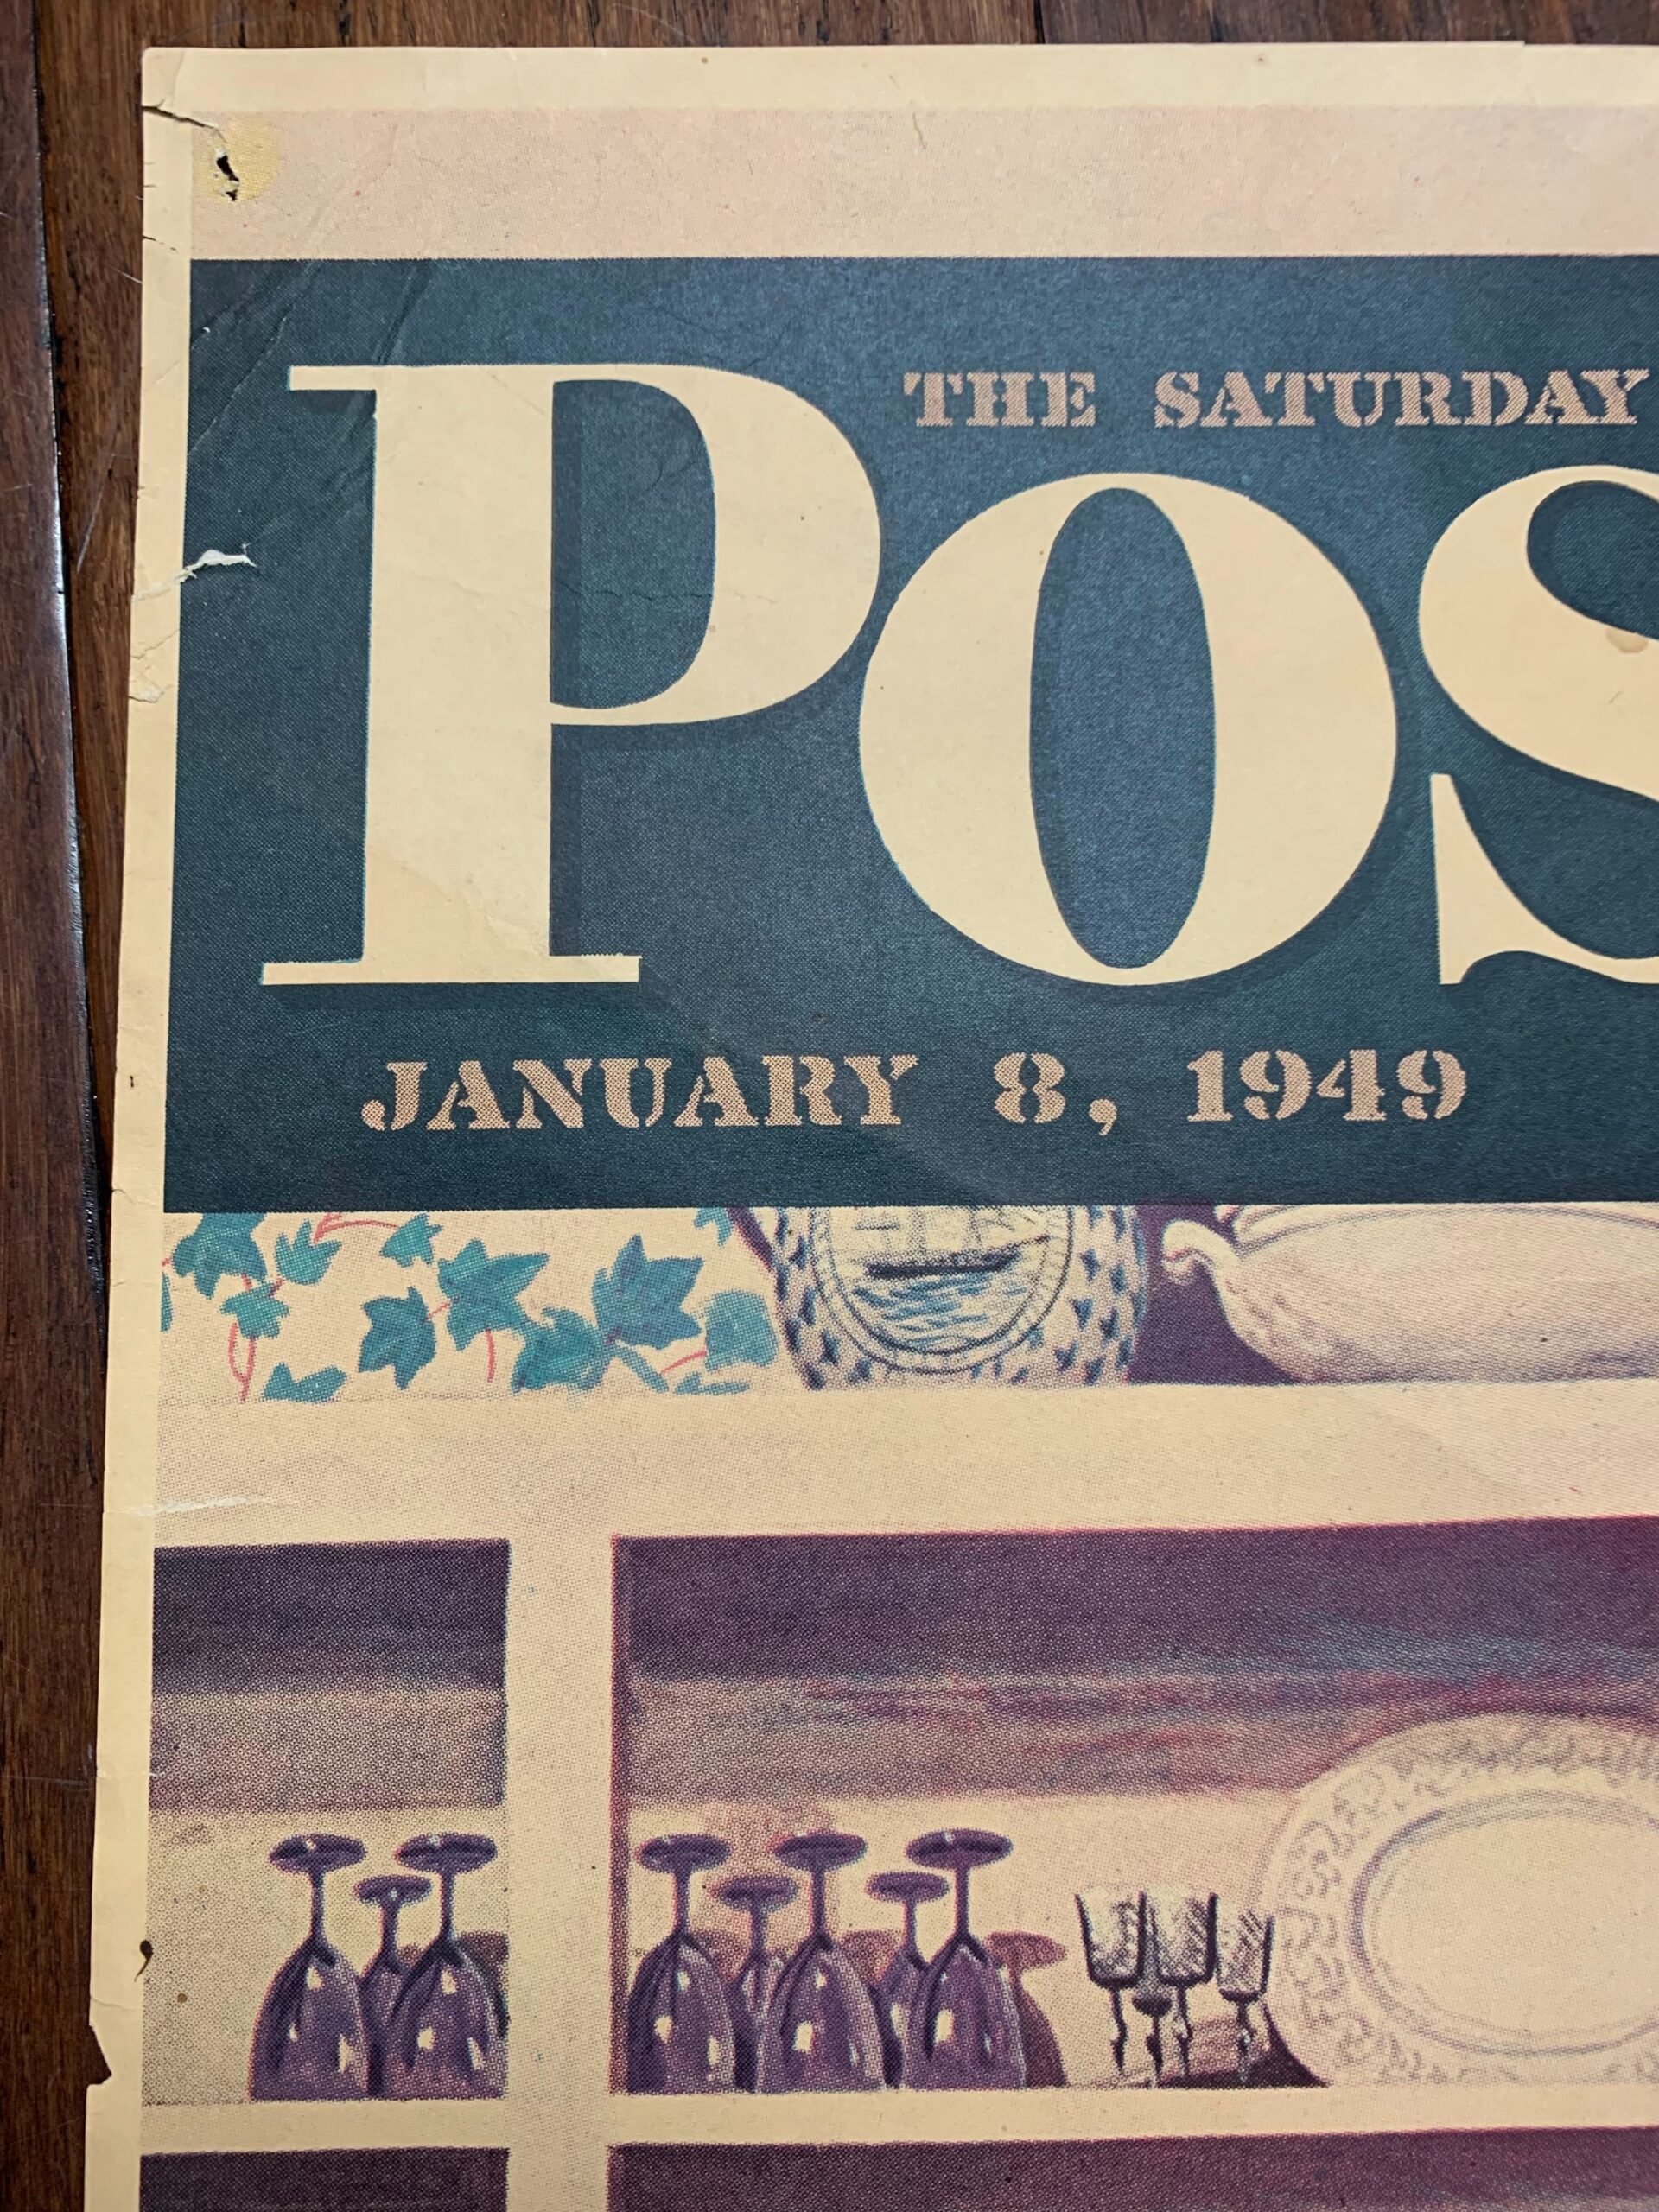 THE SATURDAY
POS
JANUARY 8, 1949